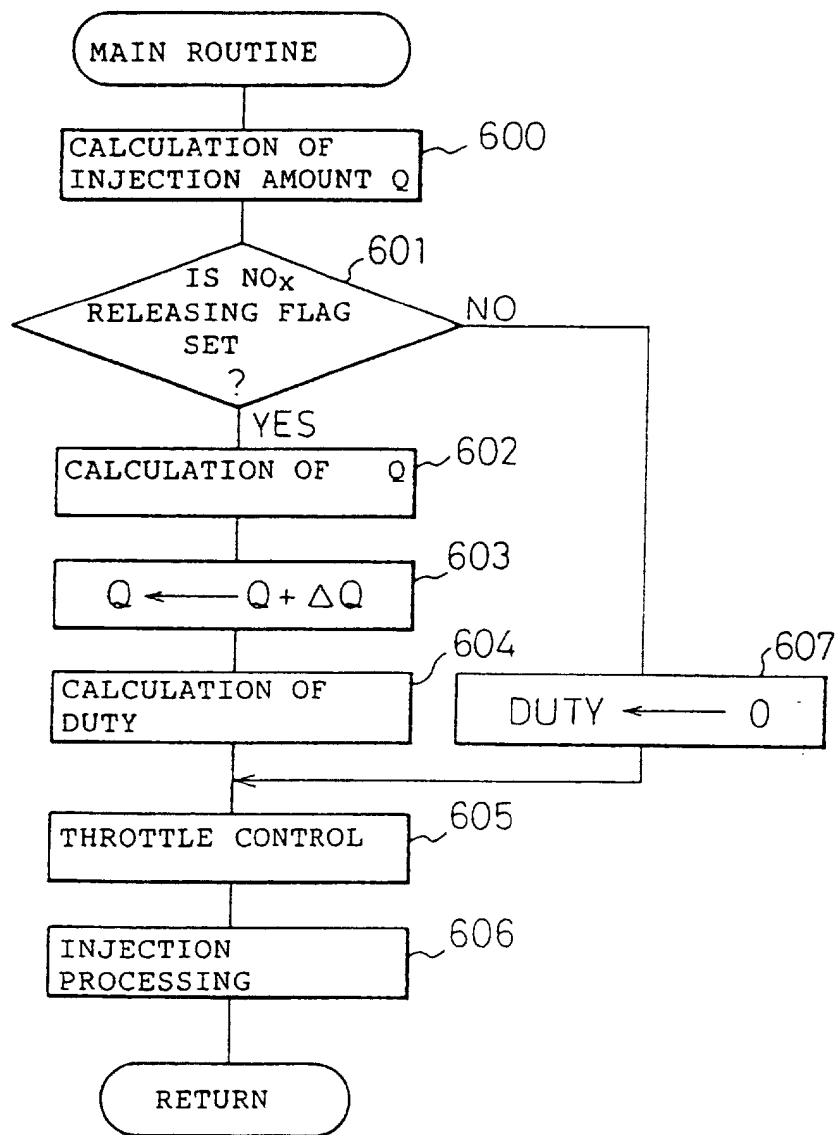 MAIN ROUTINE
CALCULATION OF
INJECTION AMOUNT Q
600
601
IS NOx
RELEASING FLAG
SET
?
NO
YES
CALCULATION OF Q
602
Q ← Q + ΔQ
603
CALCULATION OF
DUTY
604
DUTY ← 0
607
THROTTLE CONTROL
605
INJECTION
PROCESSING
606
RETURN